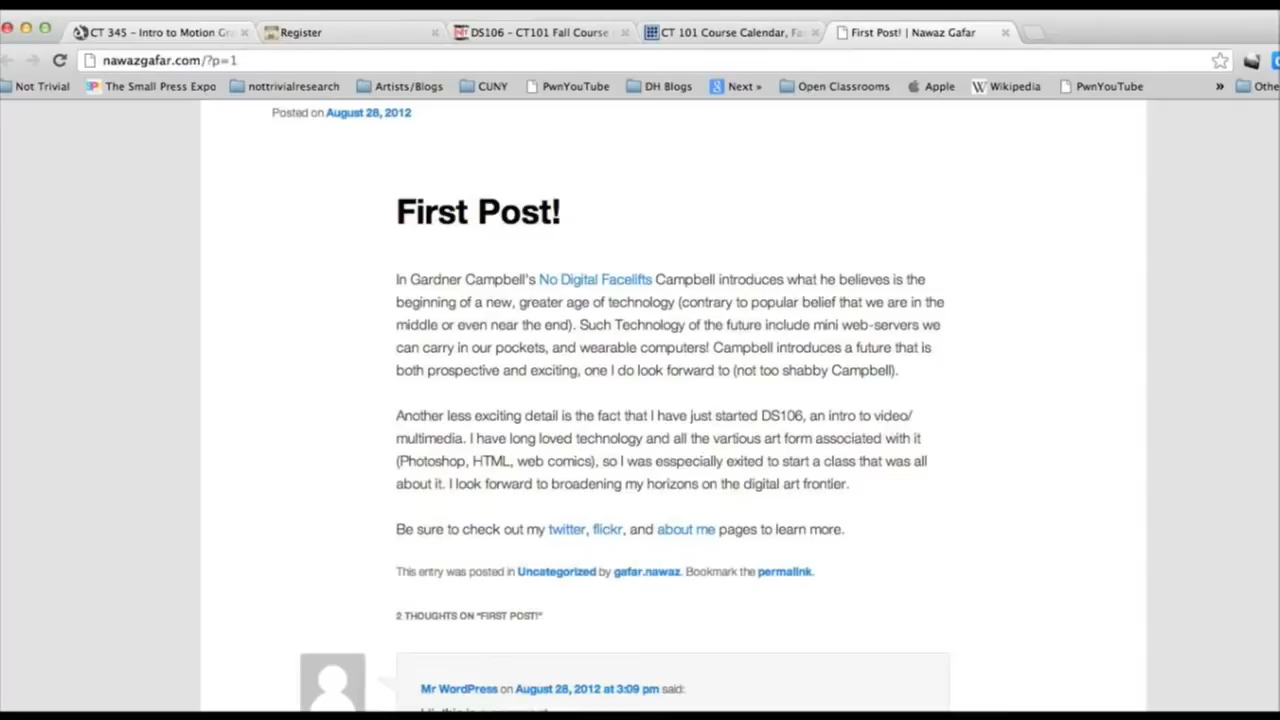 CT 345 - Intro to Motion Gr
Register
DS106 - CT101 Fall Course
CT 101 Course Calendar, Fa
First Post! | Nawaz Gafar
nawazgafar.com/?p=1
Not Trivial
The Small Press Expo
nottrivialresearch
Artists/Blogs
CUNY
PwnYouTube
DH Blogs
Next »
Open Classrooms
Apple
Wikipedia
PwnYouTube
»
Othe
Posted on August 28, 2012
First Post!
In Gardner Campbell's No Digital Facelifts Campbell introduces what he believes is the
beginning of a new, greater age of technology (contrary to popular belief that we are in the
middle or even near the end). Such Technology of the future include mini web-servers we
can carry in our pockets, and wearable computers! Campbell introduces a future that is
both prospective and exciting, one I do look forward to (not too shabby Campbell).
Another less exciting detail is the fact that I have just started DS106, an intro to video/
multimedia. I have long loved technology and all the vartious art form associated with it
(Photoshop, HTML, web comics), so I was esspecially exited to start a class that was all
about it. I look forward to broadening my horizons on the digital art frontier.
Be sure to check out my twitter, flickr, and about me pages to learn more.
This entry was posted in Uncategorized by gafar.nawaz. Bookmark the permalink.
2 THOUGHTS ON "FIRST POST!"
Mr WordPress on August 28, 2012 at 3:09 pm said: